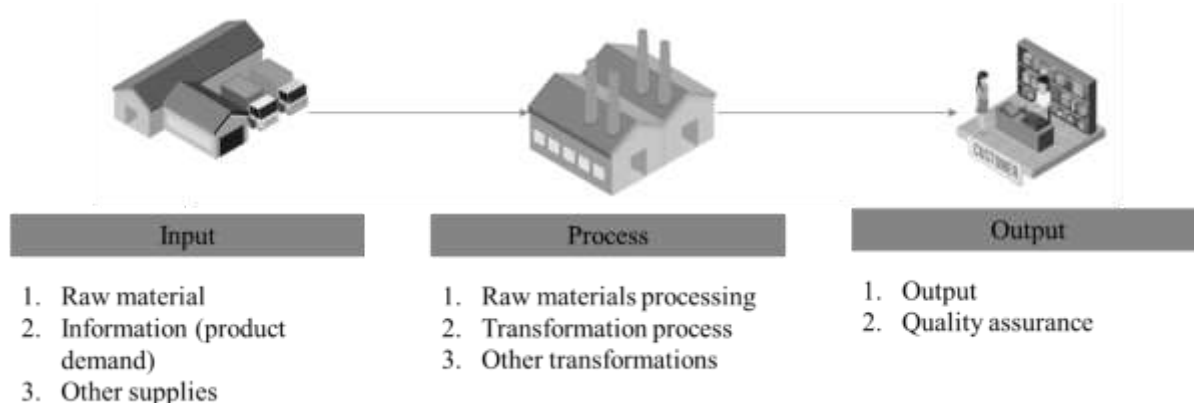 CUSTOMER
Input
Process
Output
1. Raw material
2. Information (product
demand)
3. Other supplies
1. Raw materials processing
2. Transformation process
3. Other transformations
1. Output
2. Quality assurance